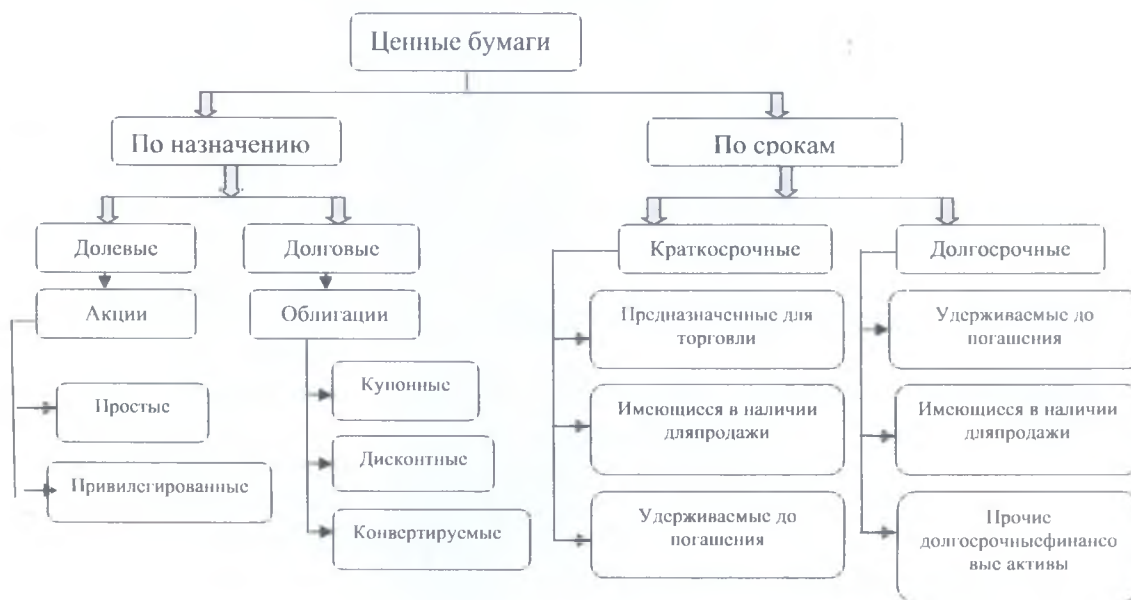 Ценные бумаги
По назначению
По срокам
Долевые
Долговые
Краткосрочные
Долгосрочные
Акции
Облигации
Предназначенные для
торговли
Удерживаемые до
погашения
Купонные
Простые
Имеющиеся в наличии
дляпродажи
Имеющиеся в наличии
дляпродажи
Дисконтные
Привилегированные
Конвертируемые
Удерживаемые до
погашения
Прочие
долгосрочныефинансо
вые активы